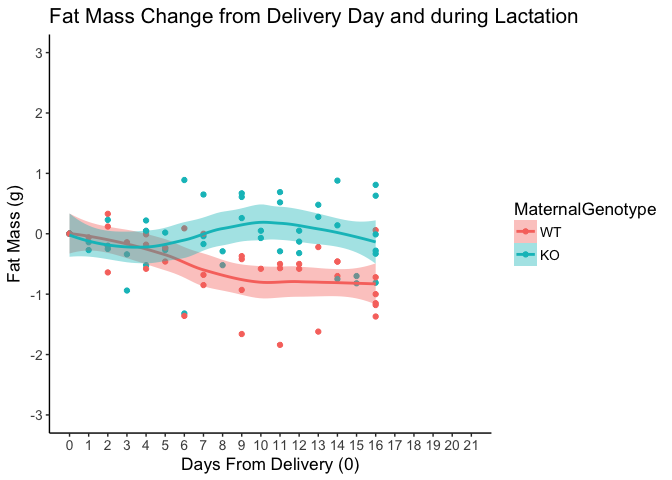 Fat Mass Change from Delivery Day and during Lactation
Fat Mass (g)
3
2
1
0
-1
-2
-3
0 1 2 3 4 5 6 7 8 9 10 11 12 13 14 15 16 17 18 19 20 21
Days From Delivery (0)
MaternalGenotype
WT
KO